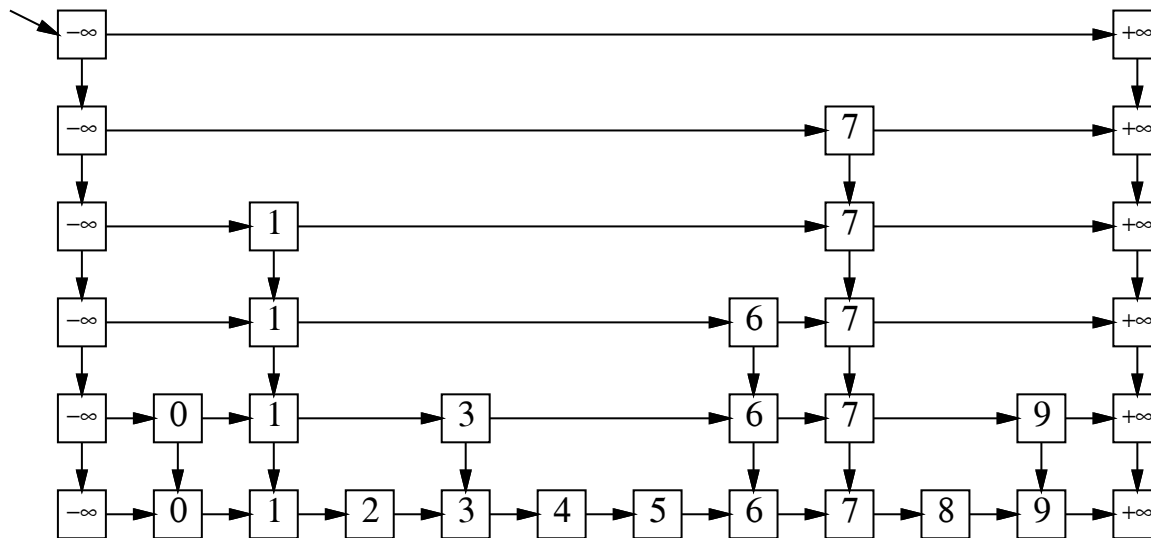 −∞ +∞
−∞ 7 +∞
−∞ 1 7 +∞
−∞ 1 6 7 +∞
−∞ 0 1 3 6 7 9 +∞
−∞ 0 1 2 3 4 5 6 7 8 9 +∞